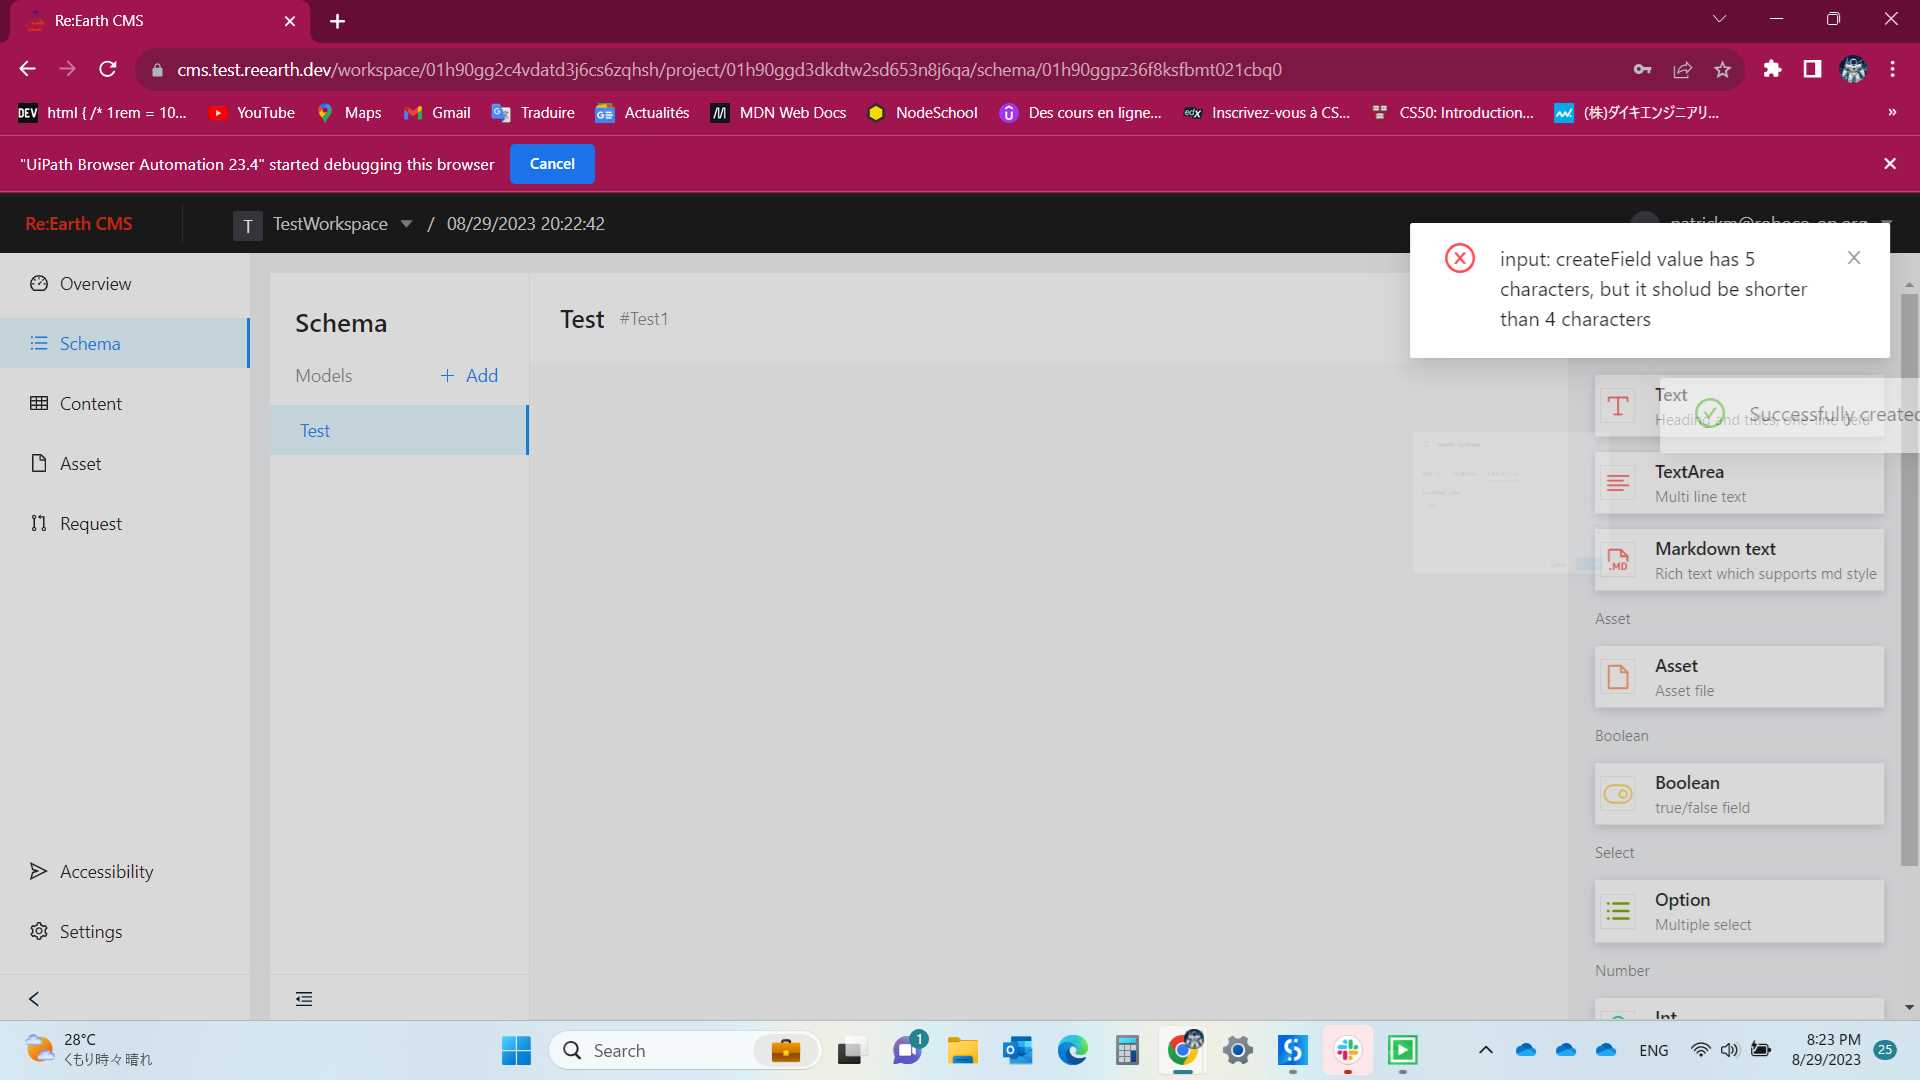 Re:Earth CMS
cms.test.reearth.dev/workspace/01h90gg2c4vdatd3j6cs6zqhsh/project/01h90ggd3dkdtw2sd653n8j6qa/schema/01h90ggpz36f8ksfbmt021cbq0
DEV html { /* 1rem = 10... YouTube Maps Gmail Traduire Actualités MDN Web Docs NodeSchool Des cours en ligne... edX Inscrivez-vous à CS... CS50: Introduction... (株)ダイキエンジニアリ... »
"UiPath Browser Automation 23.4" started debugging this browser Cancel
Re:Earth CMS T TestWorkspace / 08/29/2023 20:22:42
input: createField value has 5
characters, but it sholud be shorter
than 4 characters
Successfully created
Overview
Schema
Content
Asset
Request
Accessibility
Settings
Schema
Models + Add
Test
Test #Test1
Text
Heading and titles, one-line field
TextArea
Multi line text
.MD
Markdown text
Rich text which supports md style
Asset
Asset
Asset file
Boolean
Boolean
true/false field
Select
Option
Multiple select
Number
Int
28°C
くもり時々晴れ
Search
1
ENG
8:23 PM
8/29/2023
25